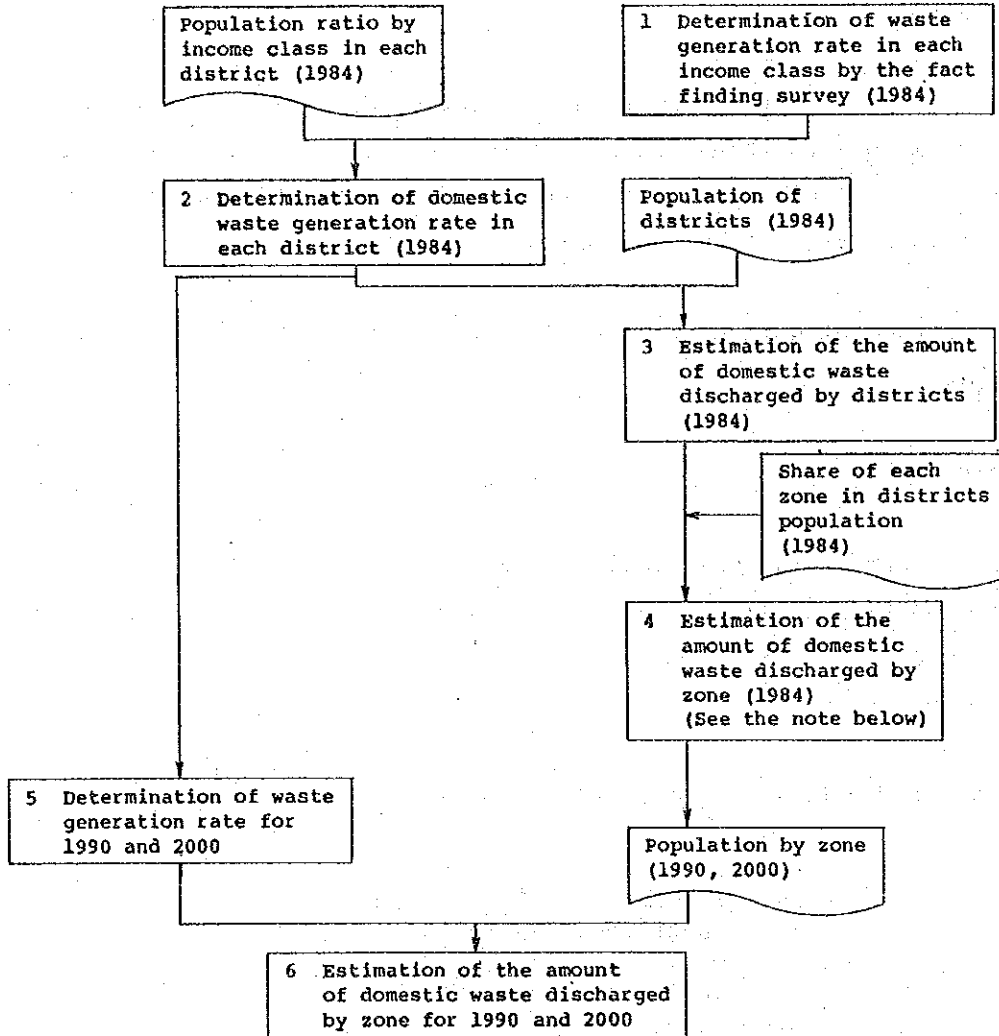 Population ratio by
income class in each
district (1984)
1 Determination of waste
generation rate in each
income class by the fact
finding survey (1984)
2 Determination of domestic
waste generation rate in
each district (1984)
Population of
districts (1984)
3 Estimation of the amount
of domestic waste
discharged by districts
(1984)
Share of each
zone in districts
population
(1984)
4 Estimation of the
amount of domestic
waste discharged by
zone (1984)
(See the note below)
5 Determination of waste
generation rate for
1990 and 2000
Population by zone
(1990, 2000)
6 Estimation of the amount
of domestic waste discharged
by zone for 1990 and 2000